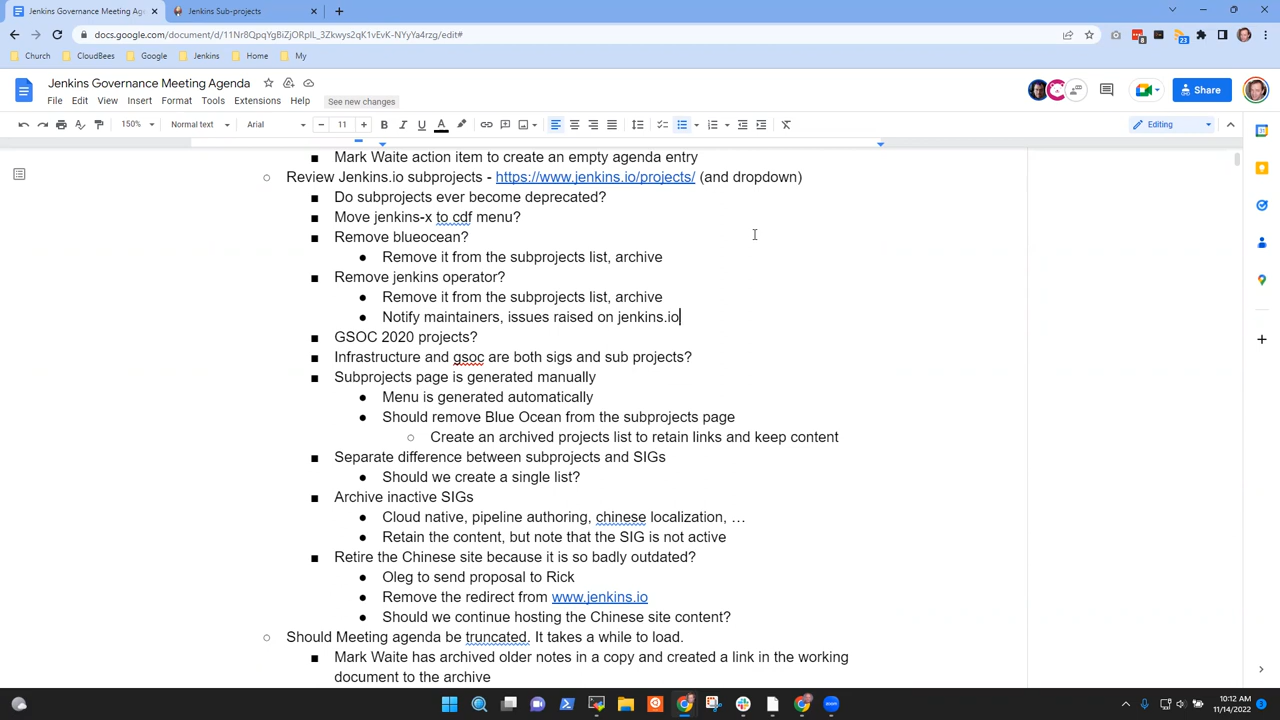 Jenkins Governance Meeting Age
Jenkins Sub-projects
docs.google.com/document/d/11Nr8QpqYgBiZjORpIL_3Zkwys2qK1vEvK-NYyYa4rzg/edit#
23
Church
CloudBees
Google
Jenkins
Home
My
Jenkins Governance Meeting Agenda
File Edit View Insert Format Tools Extensions Help
See new changes
Share
150%
Normal text
Arial
11
Editing
■ Mark Waite action item to create an empty agenda entry
○ Review Jenkins.io subprojects - https://www.jenkins.io/projects/ (and dropdown)
■ Do subprojects ever become deprecated?
■ Move jenkins-x to cdf menu?
■ Remove blueocean?
● Remove it from the subprojects list, archive
■ Remove jenkins operator?
● Remove it from the subprojects list, archive
● Notify maintainers, issues raised on jenkins.io
■ GSOC 2020 projects?
■ Infrastructure and gsoc are both sigs and sub projects?
■ Subprojects page is generated manually
● Menu is generated automatically
● Should remove Blue Ocean from the subprojects page
○ Create an archived projects list to retain links and keep content
■ Separate difference between subprojects and SIGs
● Should we create a single list?
■ Archive inactive SIGs
● Cloud native, pipeline authoring, chinese localization, …
● Retain the content, but note that the SIG is not active
■ Retire the Chinese site because it is so badly outdated?
● Oleg to send proposal to Rick
● Remove the redirect from www.jenkins.io
● Should we continue hosting the Chinese site content?
○ Should Meeting agenda be truncated. It takes a while to load.
■ Mark Waite has archived older notes in a copy and created a link in the working
document to the archive
10:12 AM
11/14/2022